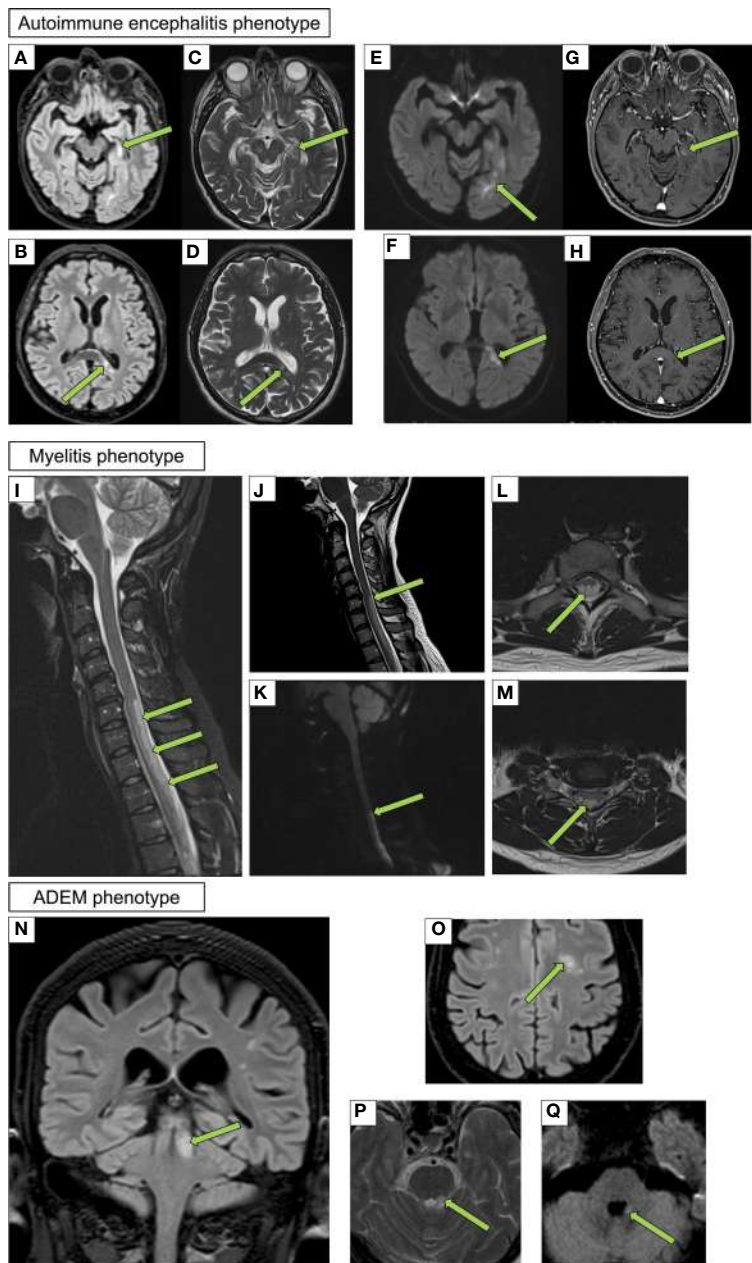 Autoimmune encephalitis phenotype
A C E G
B D F H
Myelitis phenotype
I J L
K M
ADEM phenotype
N O
P Q